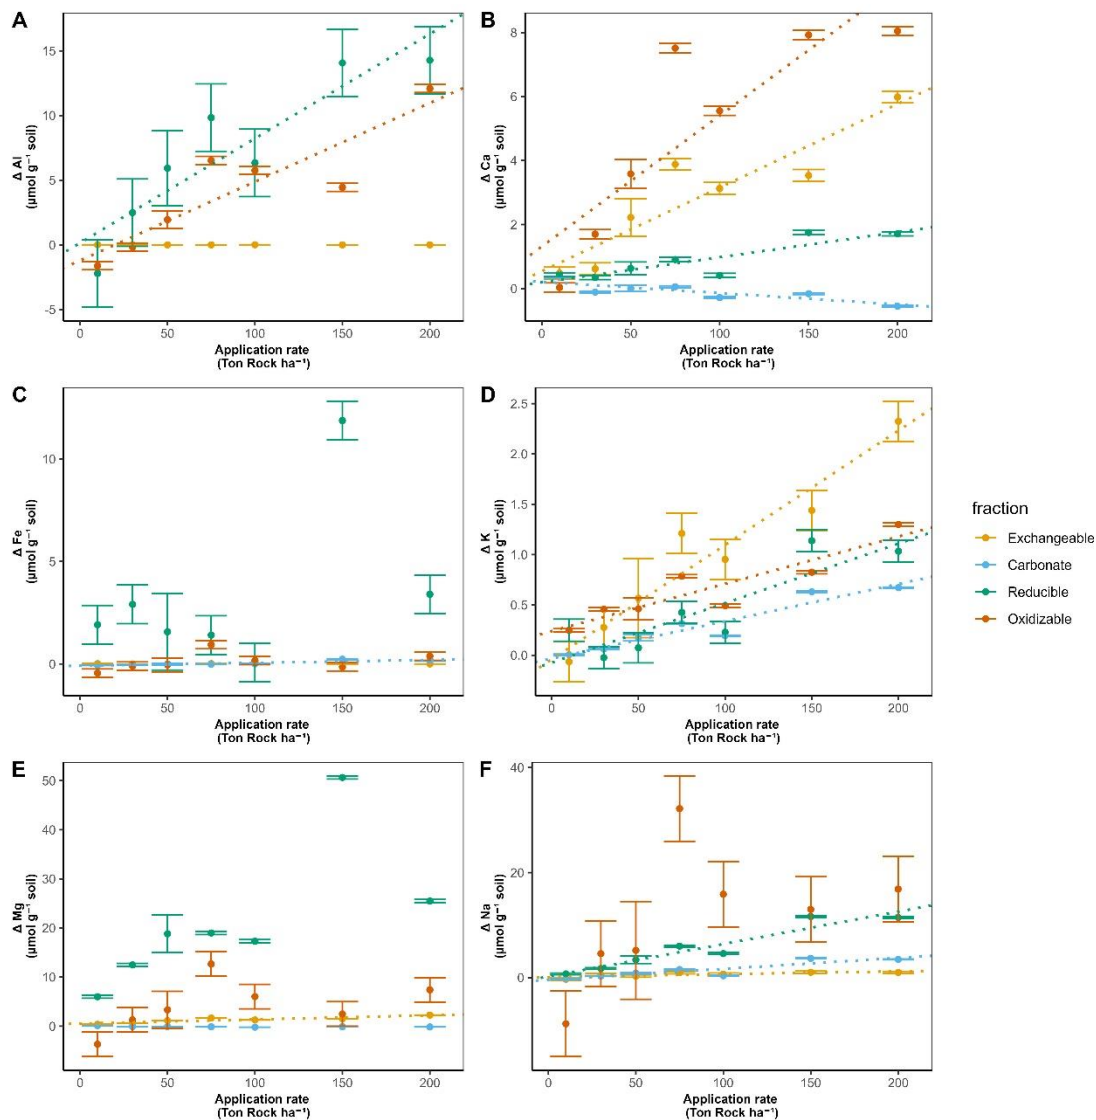 A
Δ Al
(μmol g⁻¹ soil)
15
10
5
0
-5
0 50 100 150 200
Application rate
(Ton Rock ha⁻¹)
B
Δ Ca
(μmol g⁻¹ soil)
8
6
4
2
0
0 50 100 150 200
Application rate
(Ton Rock ha⁻¹)
C
Δ Fe
(μmol g⁻¹ soil)
10
5
0
0 50 100 150 200
Application rate
(Ton Rock ha⁻¹)
D
Δ K
(μmol g⁻¹ soil)
2.5
2.0
1.5
1.0
0.5
0.0
0 50 100 150 200
Application rate
(Ton Rock ha⁻¹)
fraction
Exchangeable
Carbonate
Reducible
Oxidizable
E
Δ Mg
(μmol g⁻¹ soil)
50
40
30
20
10
0
0 50 100 150 200
Application rate
(Ton Rock ha⁻¹)
F
Δ Na
(μmol g⁻¹ soil)
40
20
0
0 50 100 150 200
Application rate
(Ton Rock ha⁻¹)